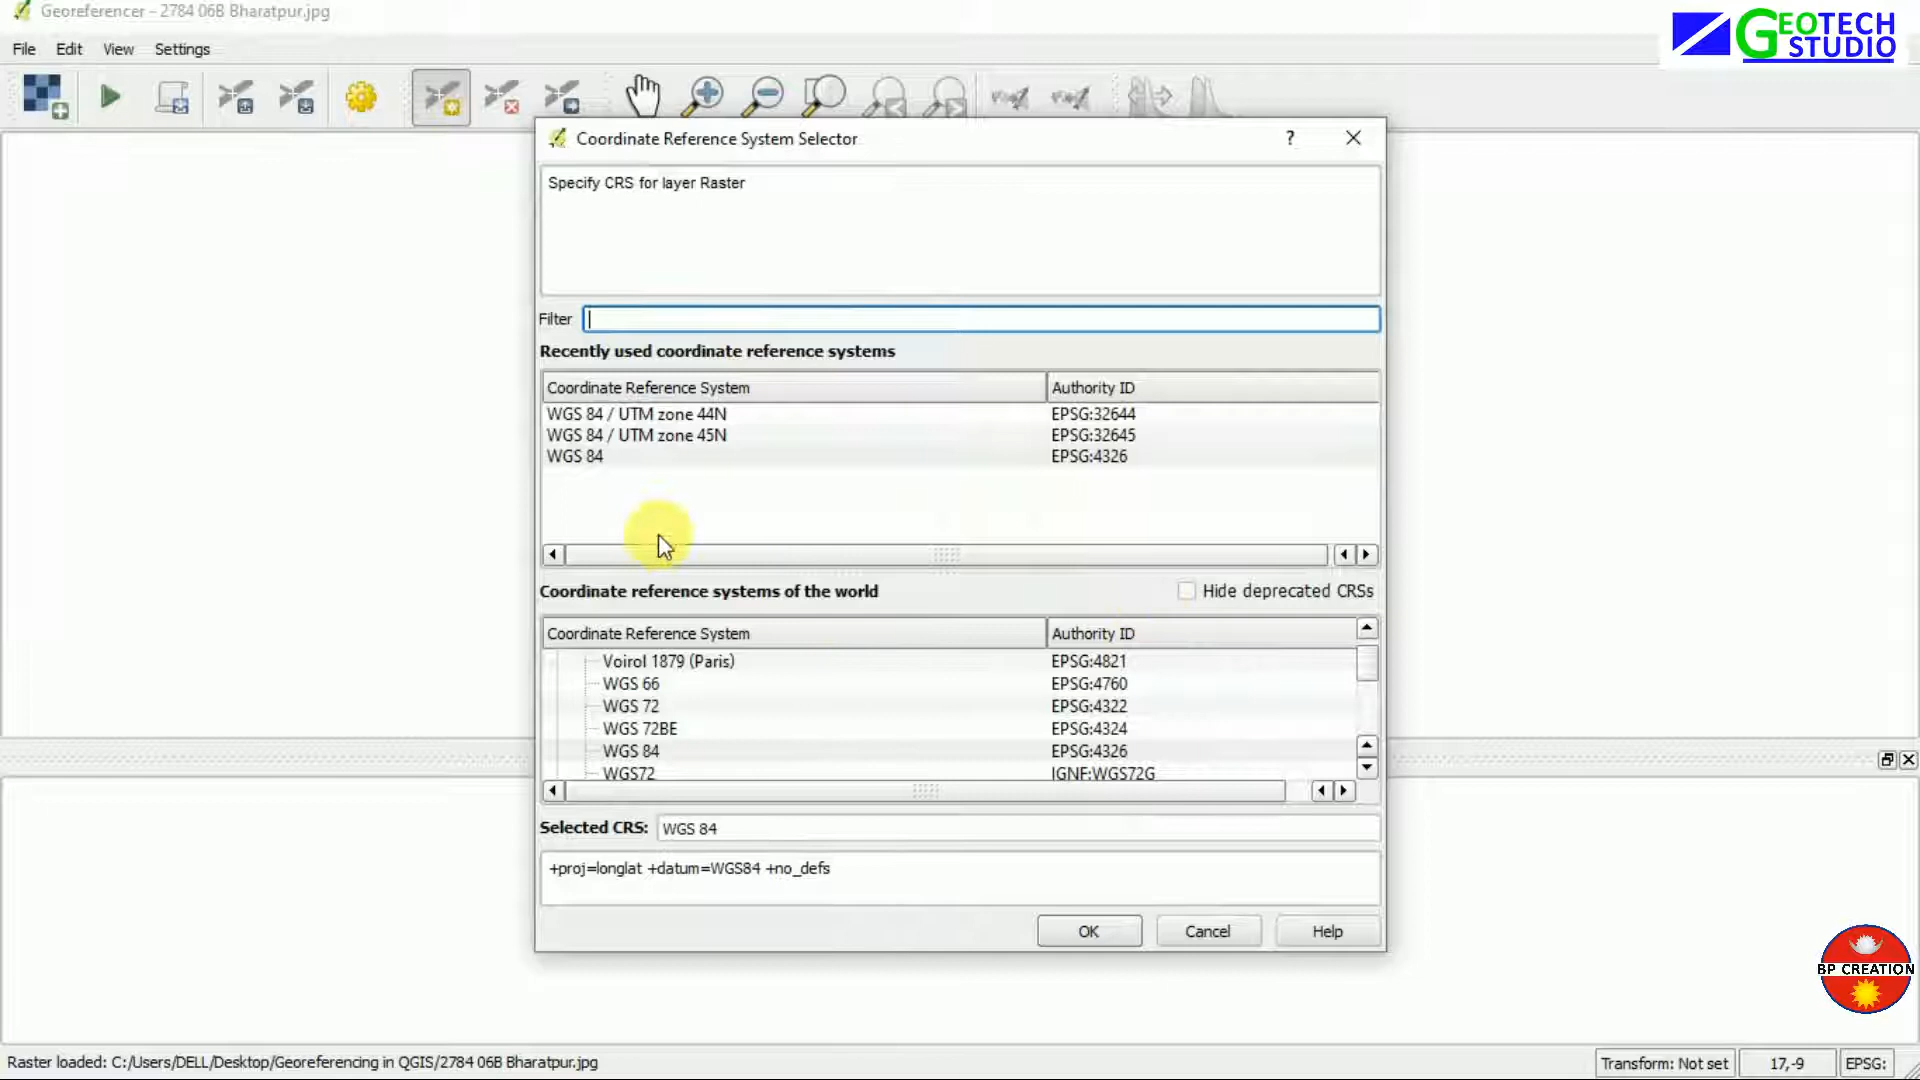 Georeferencer - 2784 06B Bharatpur.jpg
GEOTECH
STUDIO
File Edit View Settings
Coordinate Reference System Selector
?
Specify CRS for layer Raster
Filter
Recently used coordinate reference systems
Coordinate Reference System Authority ID
WGS 84 / UTM zone 44N EPSG:32644
WGS 84 / UTM zone 45N EPSG:32645
WGS 84 EPSG:4326
Coordinate reference systems of the world Hide deprecated CRSs
Coordinate Reference System Authority ID
Voirol 1879 (Paris) EPSG:4821
WGS 66 EPSG:4760
WGS 72 EPSG:4322
WGS 72BE EPSG:4324
WGS 84 EPSG:4326
WGS72 IGNF:WGS72G
Selected CRS: WGS 84
+proj=longlat +datum=WGS84 +no_defs
OK Cancel Help
BP CREATION
Raster loaded: C:/Users/DELL/Desktop/Georeferencing in QGIS/2784 06B Bharatpur.jpg
Transform: Not set 17,-9 EPSG: